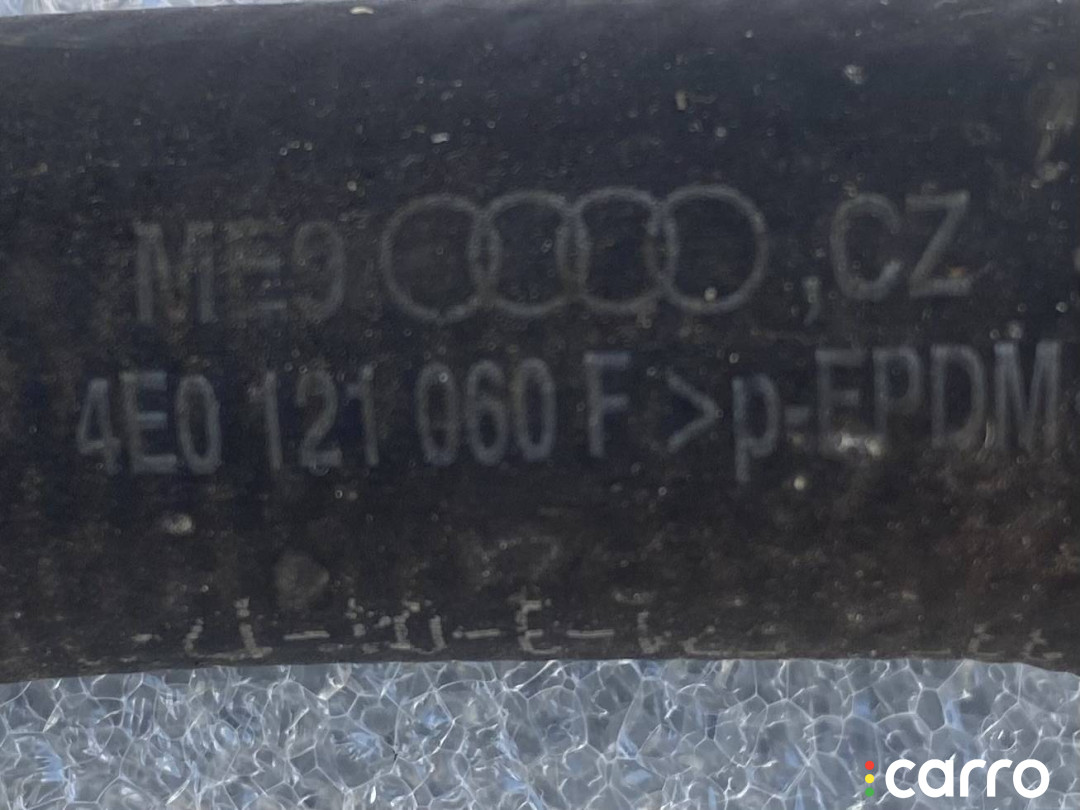 ME9 ,CZ
4E0 121 060 F >p-EPDM
carro